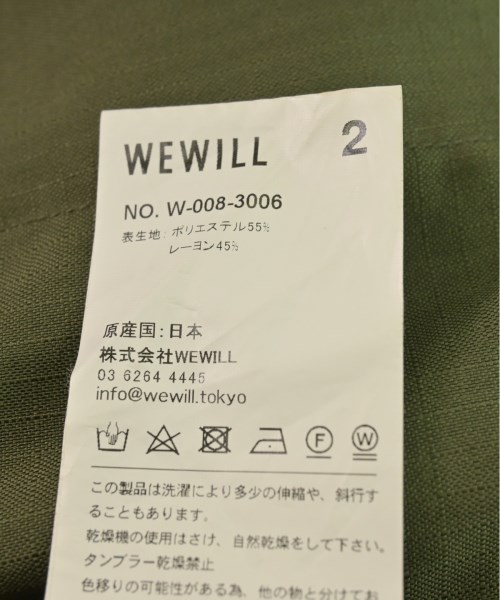 WEWILL 2
NO. W-008-3006
表生地: ポリエステル55%
レーヨン45%
原産国:日本
株式会社WEWILL
03 6264 4445
info@wewill.tokyo
F W
この製品は洗濯により多少の伸縮や、斜行す
ることもあります。
乾燥機の使用はさけ、自然乾燥をして下さい。
タンブラー乾燥禁止
色移りの可能性がある為、他の物と分けてお